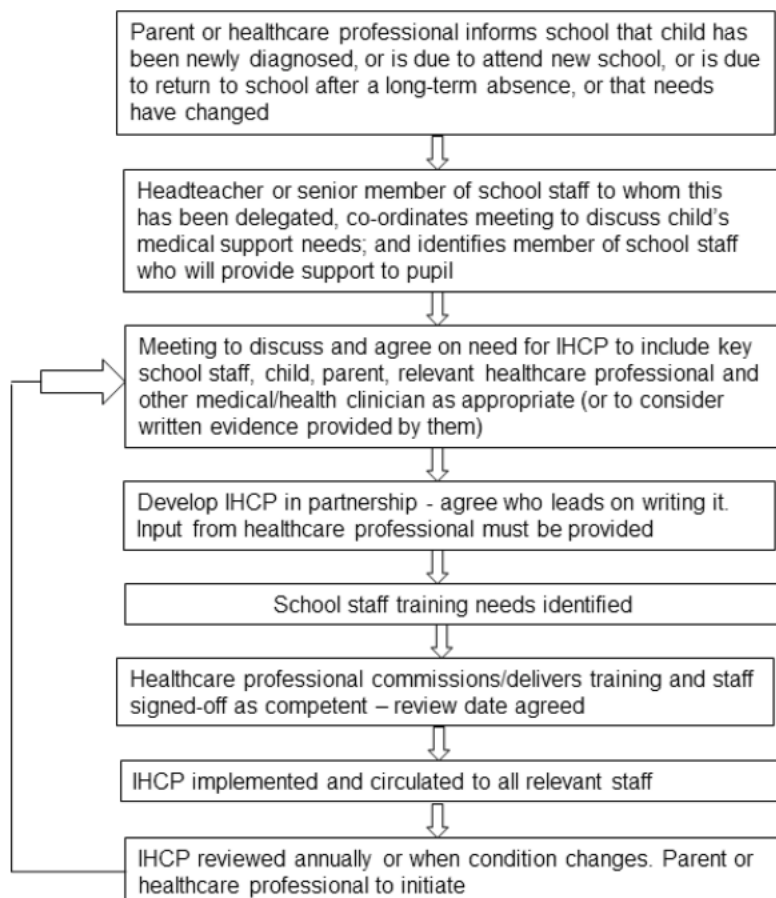 Parent or healthcare professional informs school that child has
been newly diagnosed, or is due to attend new school, or is due
to return to school after a long-term absence, or that needs
have changed
Headteacher or senior member of school staff to whom this
has been delegated, co-ordinates meeting to discuss child's
medical support needs; and identifies member of school staff
who will provide support to pupil
Meeting to discuss and agree on need for IHCP to include key
school staff, child, parent, relevant healthcare professional and
other medical/health clinician as appropriate (or to consider
written evidence provided by them)
Develop IHCP in partnership - agree who leads on writing it.
Input from healthcare professional must be provided
School staff training needs identified
Healthcare professional commissions/delivers training and staff
signed-off as competent – review date agreed
IHCP implemented and circulated to all relevant staff
IHCP reviewed annually or when condition changes. Parent or
healthcare professional to initiate